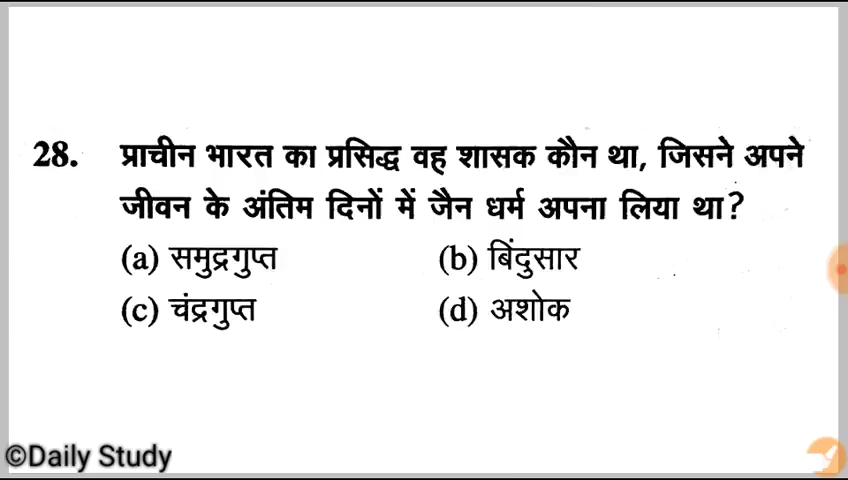 28. प्राचीन भारत का प्रसिद्ध वह शासक कौन था, जिसने अपने
जीवन के अंतिम दिनों में जैन धर्म अपना लिया था?
(a) समुद्रगुप्त (b) बिंदुसार
(c) चंद्रगुप्त (d) अशोक
©Daily Study